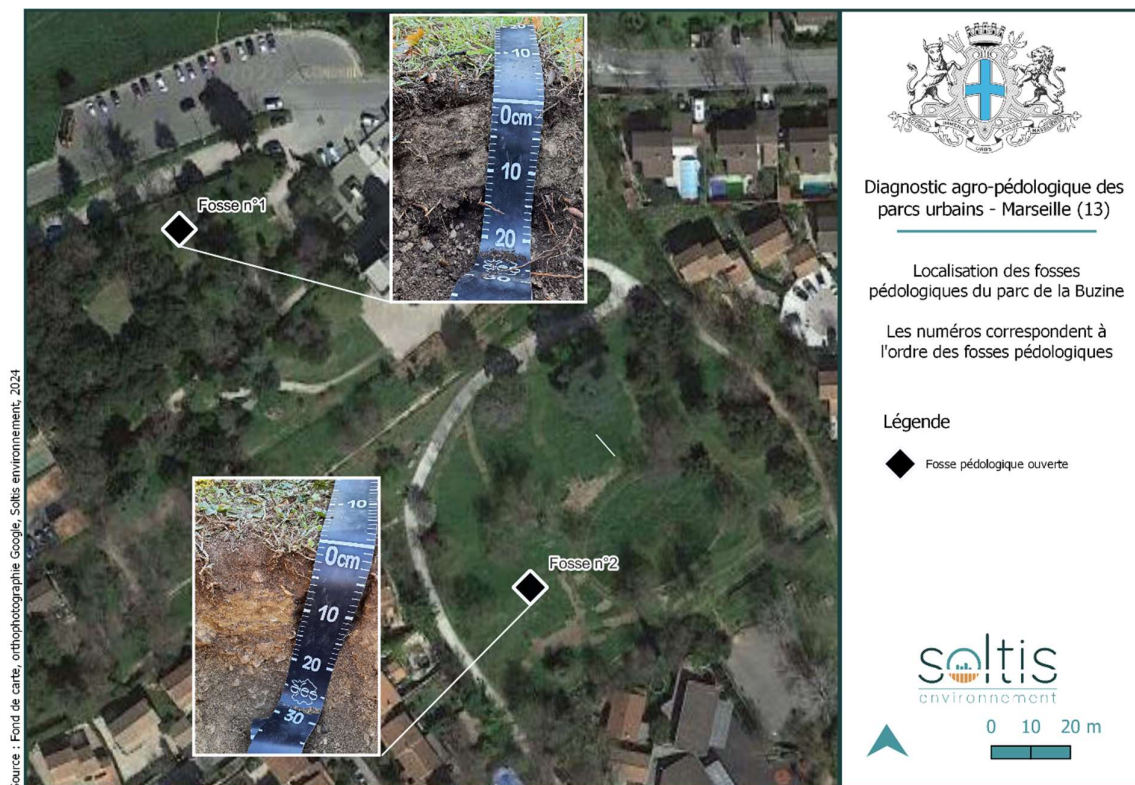 Diagnostic agro-pédologique des
parcs urbains - Marseille (13)
Localisation des fosses
pédologiques du parc de la Buzine
Les numéros correspondent à
l'ordre des fosses pédologiques
Légende
Fosse pédologique ouverte
soltis
environnement
0 10 20 m
Fosse n°1
-10
0cm
10
20
30
Fosse n°2
-10
0cm
10
20
30
Source : Fond de carte, orthophotographie Google, Soltis environnement, 2024